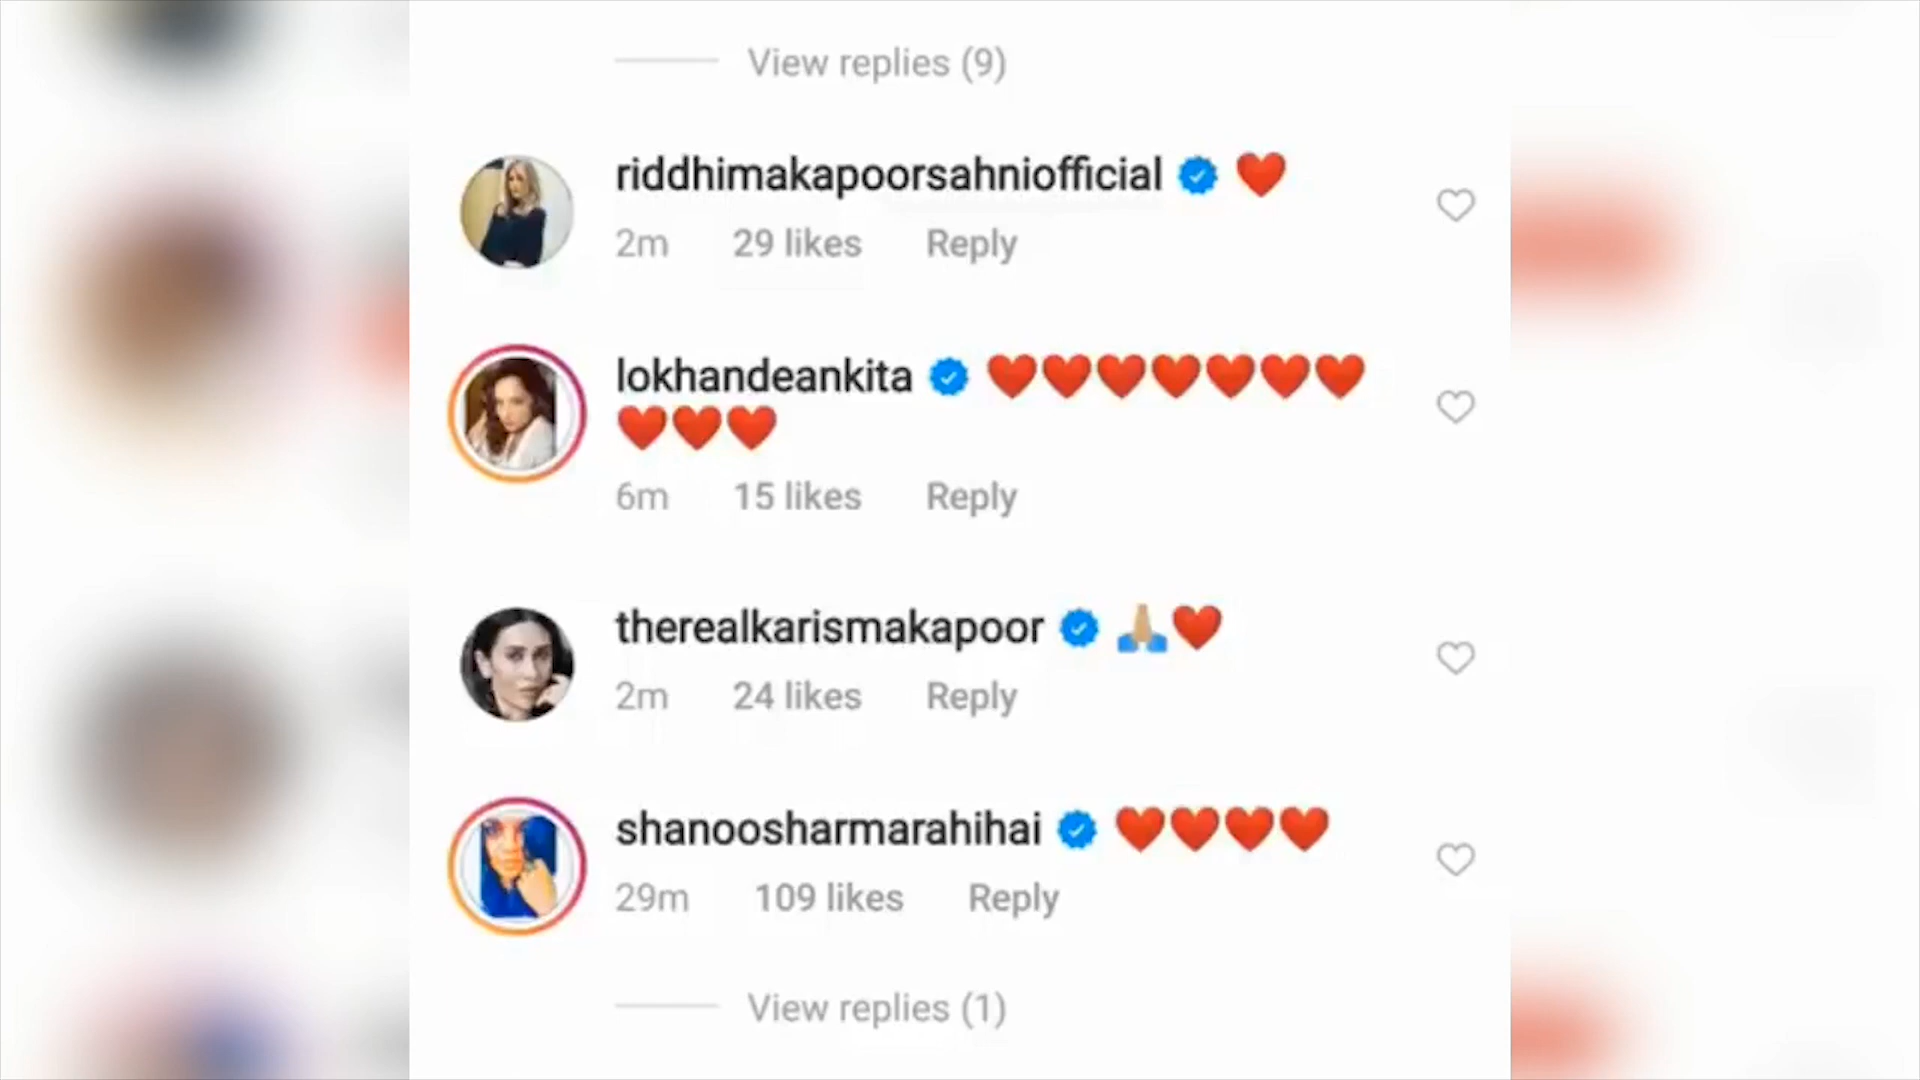 View replies (9)
riddhimakapoorsahniofficial ❤️
2m 29 likes Reply
lokhandeankita ❤️❤️❤️❤️❤️❤️❤️
❤️❤️❤️
6m 15 likes Reply
therealkarismakapoor 🙏🏼❤️
2m 24 likes Reply
shanoosharmarahihai ❤️❤️❤️❤️
29m 109 likes Reply
View replies (1)